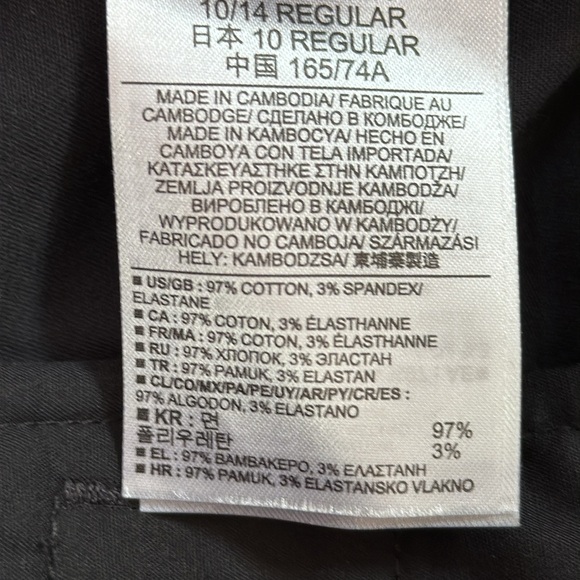 10/14 REGULAR
日本 10 REGULAR
中国 165/74A
MADE IN CAMBODIA/ FABRIQUE AU
CAMBODGE/ СДЕЛАНО В КОМБОДЖЕ/
MADE IN KAMBOCYA/ HECHO EN
CAMBOYA CON TELA IMPORTADA/
ΚΑΤΑΣΚΕΥΑΣΤΗΚΕ ΣΤΗΝ ΚΑΜΠΟΤΖΗ/
ZEMLJA PROIZVODNJE KAMBODŽA/
ВИРОБЛЕНО В КАМБОДЖІ/
WYPRODUKOWANO W KAMBODŻY/
FABRICADO NO CAMBOJA/ SZÁRMAZÁSI
HELY: KAMBODZSA/ 東埔寨製造
■ US/GB : 97% COTTON, 3% SPANDEX/
ELASTANE
■ CA : 97% COTON, 3% ÉLASTHANNE
■ FR/MA : 97% COTON, 3% ÉLASTHANNE
■ RU : 97% ХЛОПОК, 3% ЭЛАСТАН
■ TR : 97% PAMUK, 3% ELASTAN
■ CL/CO/MX/PA/PE/UY/AR/PY/CR/ES :
97% ALGODON, 3% ELASTANO
■ KR : 면 97%
폴리우레탄 3%
■ EL : 97% ΒΑΜΒΑΚΕΡΟ, 3% ΕΛΑΣΤΑΝΗ
■ HR : 97% PAMUK, 3% ELASTANSKO VLAKNO